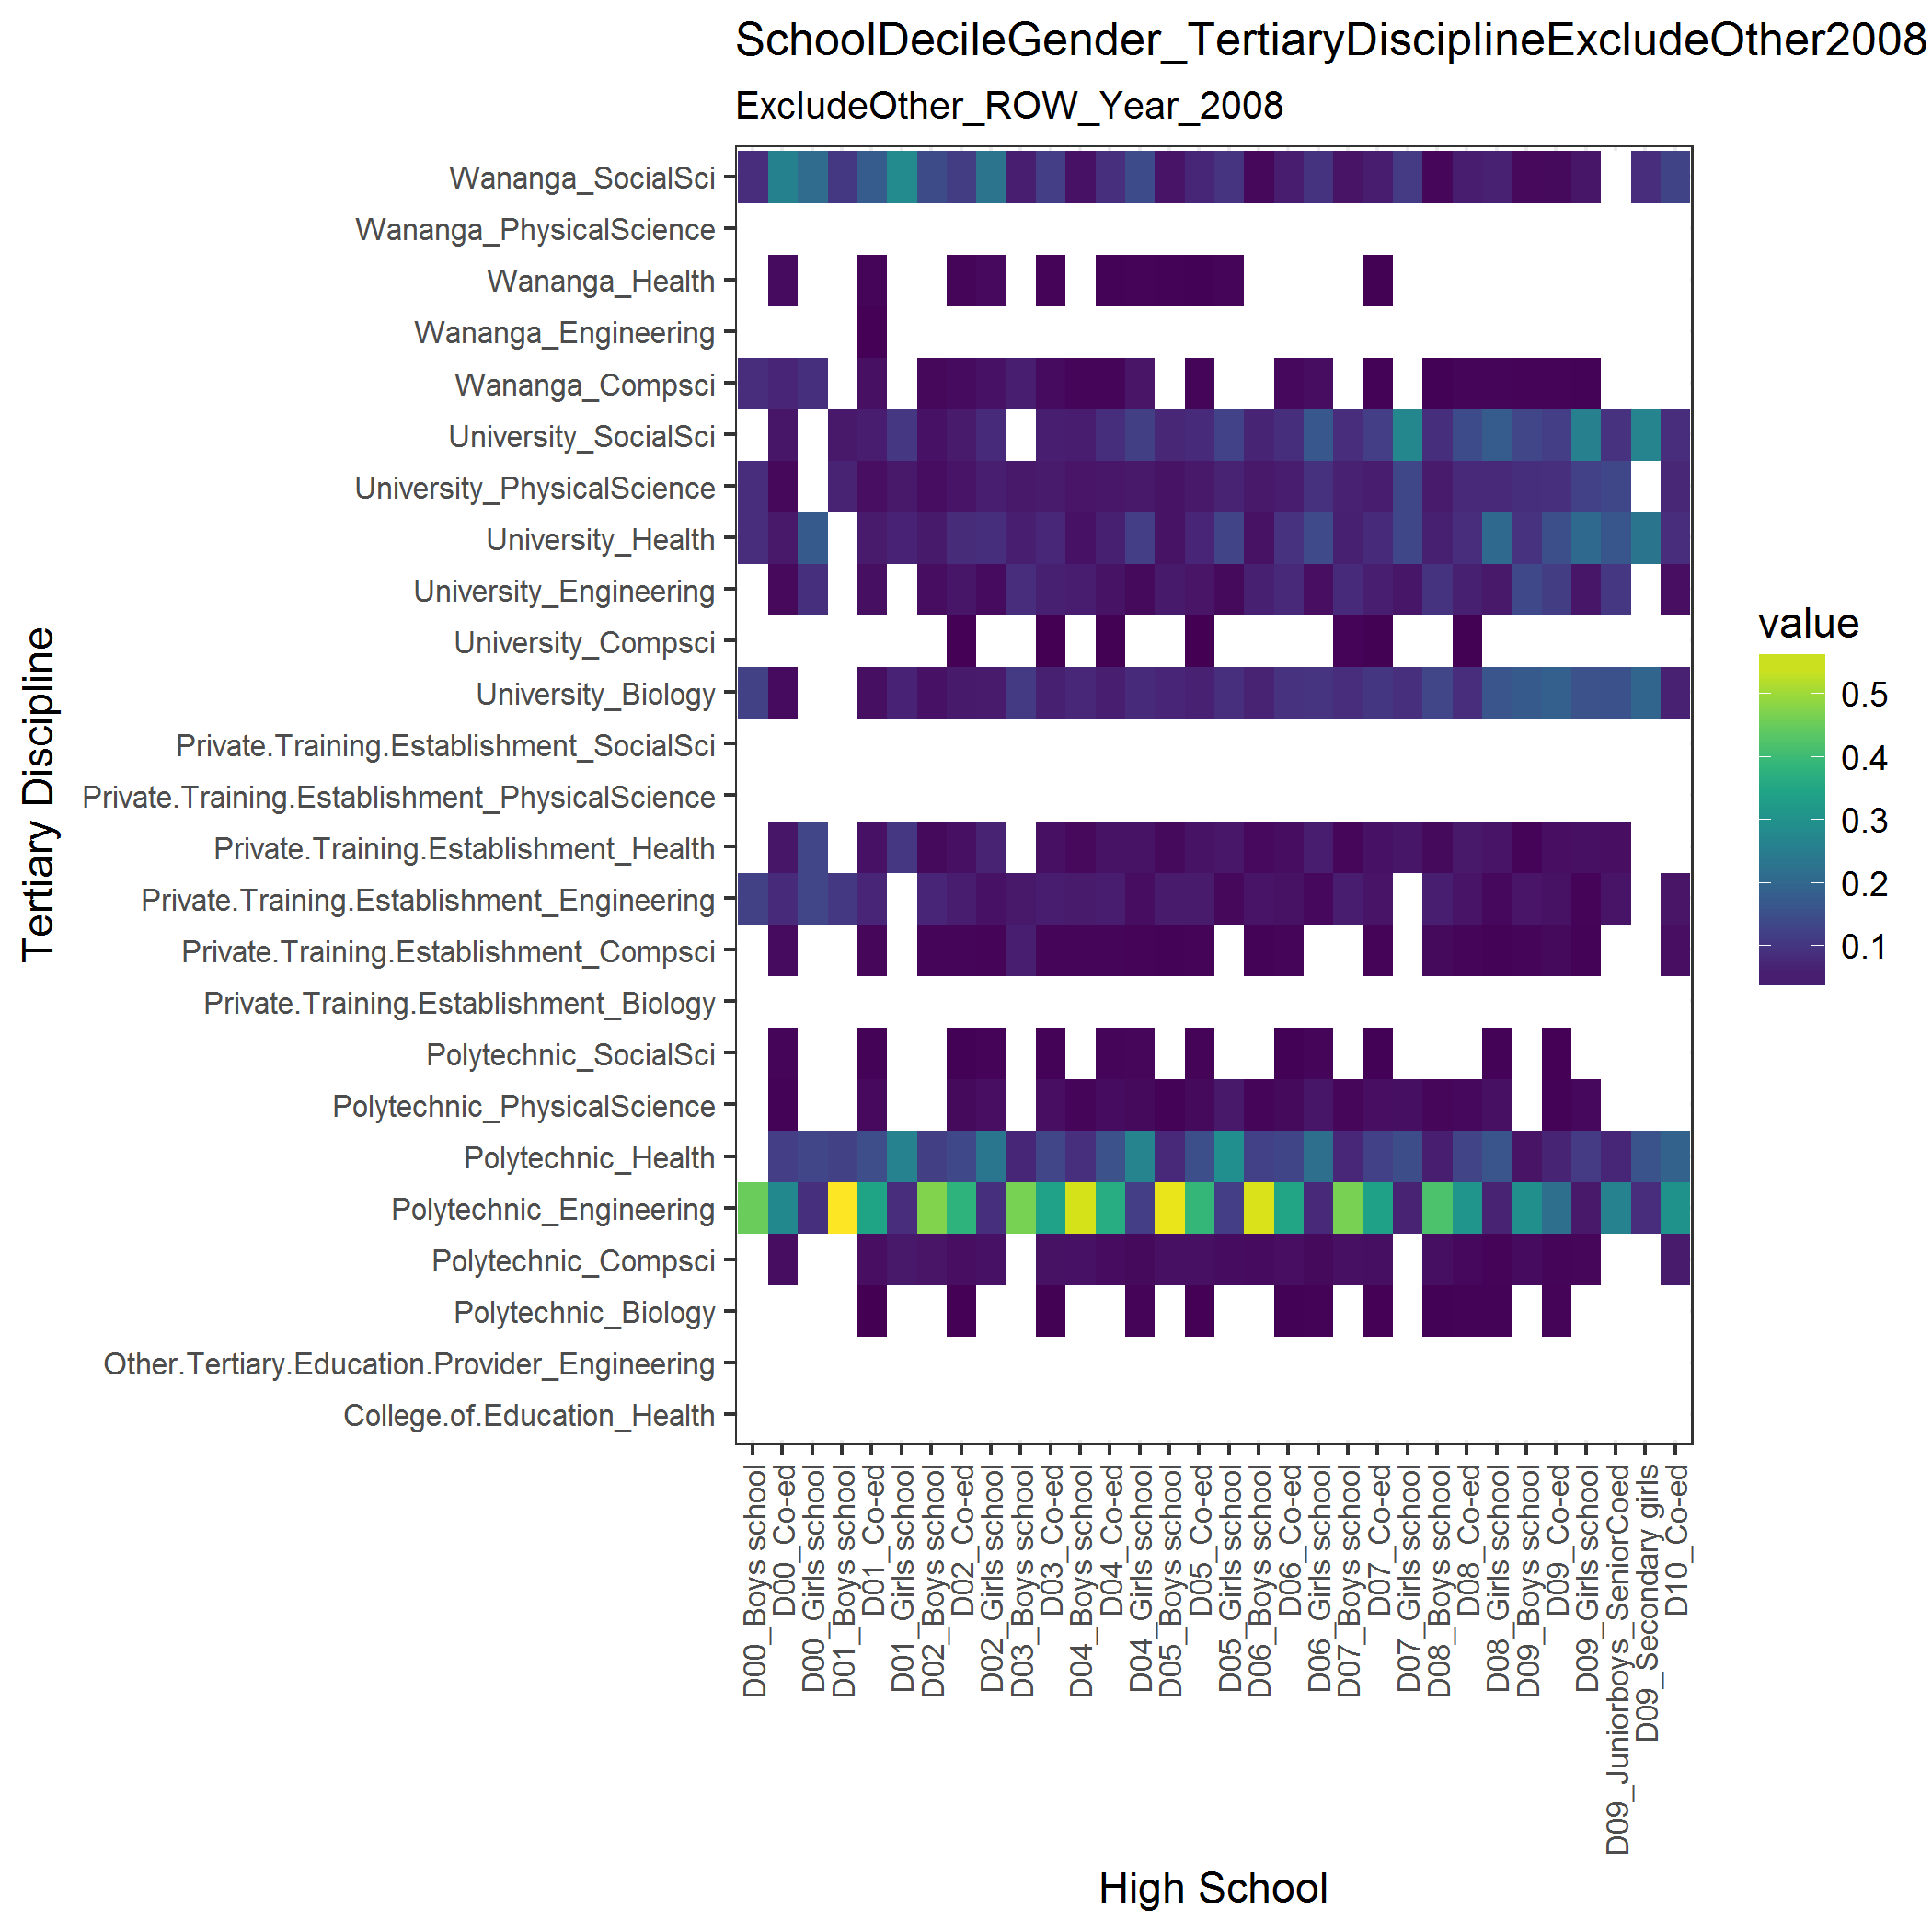 SchoolDecileGender_TertiaryDisciplineExcludeOther2008
ExcludeOther_ROW_Year_2008
Tertiary Discipline
Wananga_SocialSci
Wananga_PhysicalScience
Wananga_Health
Wananga_Engineering
Wananga_Compsci
University_SocialSci
University_PhysicalScience
University_Health
University_Engineering
University_Compsci
University_Biology
Private.Training.Establishment_SocialSci
Private.Training.Establishment_PhysicalScience
Private.Training.Establishment_Health
Private.Training.Establishment_Engineering
Private.Training.Establishment_Compsci
Private.Training.Establishment_Biology
Polytechnic_SocialSci
Polytechnic_PhysicalScience
Polytechnic_Health
Polytechnic_Engineering
Polytechnic_Compsci
Polytechnic_Biology
Other.Tertiary.Education.Provider_Engineering
College.of.Education_Health
D00_Boys school
D00_Co-ed
D00_Girls school
D01_Boys school
D01_Co-ed
D01_Girls school
D02_Boys school
D02_Co-ed
D02_Girls school
D03_Boys school
D03_Co-ed
D04_Boys school
D04_Co-ed
D04_Girls school
D05_Boys school
D05_Co-ed
D05_Girls school
D06_Boys school
D06_Co-ed
D06_Girls school
D07_Boys school
D07_Co-ed
D07_Girls school
D08_Boys school
D08_Co-ed
D08_Girls school
D09_Boys school
D09_Co-ed
D09_Girls school
D09_Juniorboys_SeniorCoed
D09_Secondary girls
D10_Co-ed
High School
value
0.5
0.4
0.3
0.2
0.1